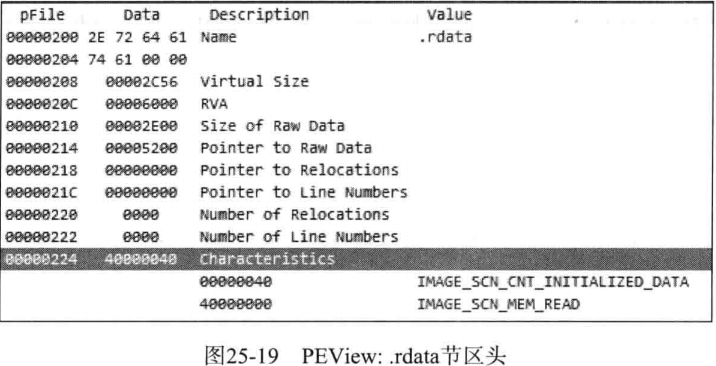 pFile Data Description Value
00000200 2E 72 64 61 Name .rdata
00000204 74 61 00 00
00000208 00002C56 Virtual Size
0000020C 00006000 RVA
00000210 00002E00 Size of Raw Data
00000214 00005200 Pointer to Raw Data
00000218 00000000 Pointer to Relocations
0000021C 00000000 Pointer to Line Numbers
00000220 0000 Number of Relocations
00000222 0000 Number of Line Numbers
00000224 40000040 Characteristics
00000040 IMAGE_SCN_CNT_INITIALIZED_DATA
40000000 IMAGE_SCN_MEM_READ
图25-19 PEView: .rdata节区头